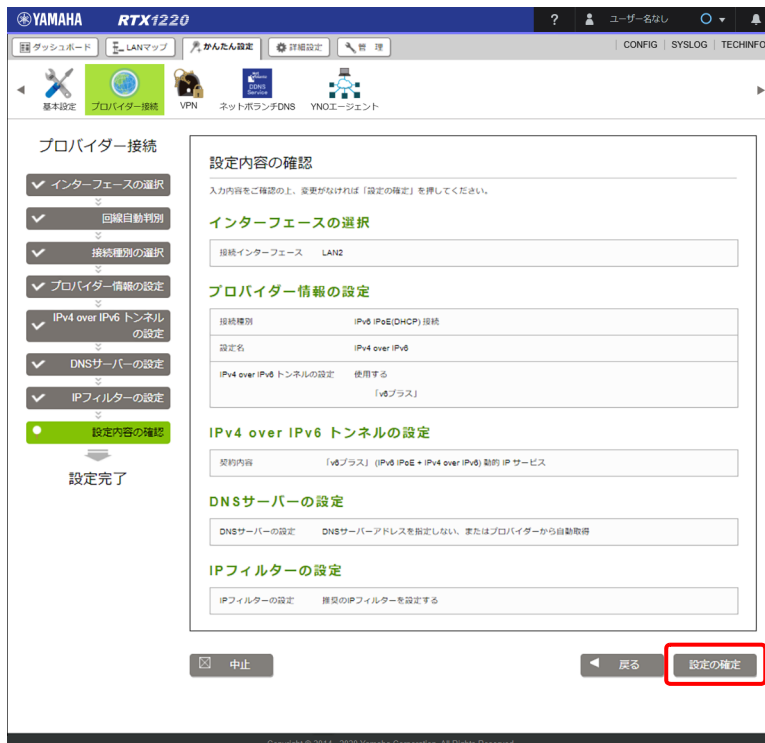 YAMAHA RTX1220 ? ユーザー名なし
ダッシュボード LANマップ かんたん設定 詳細設定 管 理 CONFIG SYSLOG TECHINFO
DDNS Service
基本設定 プロバイダー接続 VPN ネットボランチDNS YNOエージェント
プロバイダー接続
インターフェースの選択
回線自動判別
接続種別の選択
プロバイダー情報の設定
IPv4 over IPv6 トンネル
の設定
DNSサーバーの設定
IPフィルターの設定
設定内容の確認
設定完了
設定内容の確認
入力内容をご確認の上、変更がなければ「設定の確定」を押してください。
インターフェースの選択
接続インターフェース LAN2
プロバイダー情報の設定
接続種別 IPv6 IPoE(DHCP) 接続
設定名 IPv4 over IPv6
IPv4 over IPv6 トンネルの設定 使用する
「v6プラス」
IPv4 over IPv6 トンネルの設定
契約内容 「v6プラス」 (IPv6 IPoE + IPv4 over IPv6) 動的 IP サービス
DNSサーバーの設定
DNSサーバーの設定 DNSサーバーアドレスを指定しない、またはプロバイダーから自動取得
IPフィルターの設定
IPフィルターの設定 推奨のIPフィルターを設定する
中止 戻る 設定の確定